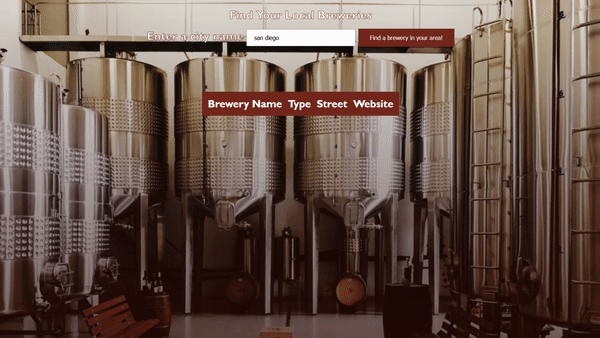 Find Your Local Breweries
Enter a city name san diego Find a brewery in your area!
Brewery Name Type Street Website